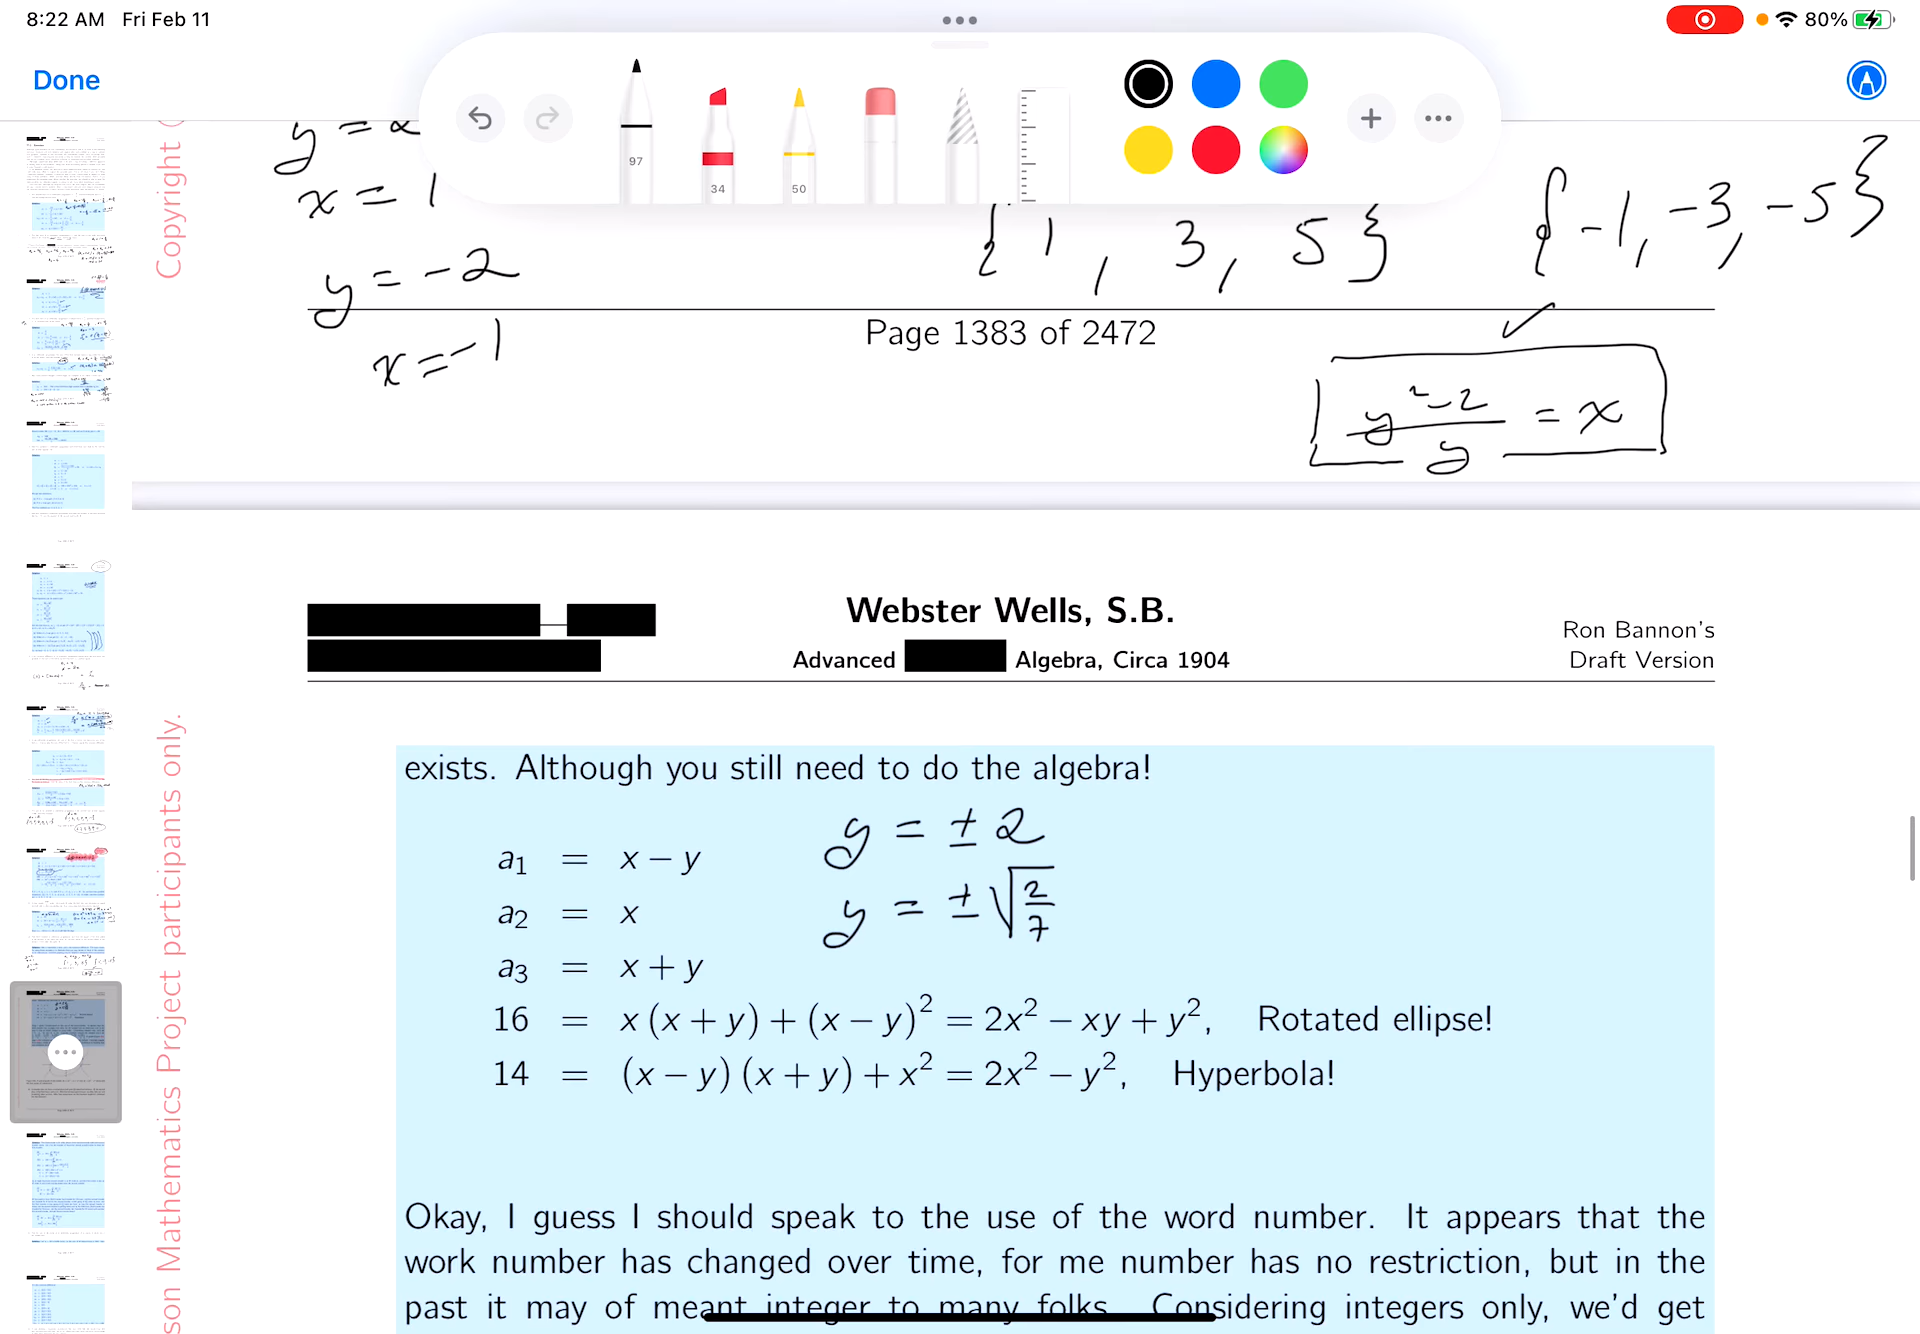 8:22 AM Fri Feb 11
80%
Done
97
34
50
Copyright (
y = 2
x = 1
y = -2
x = -1
{1, 3, 5}
{-1, -3, -5}
Page 1383 of 2472
y² - 2 / y = x
Webster Wells, S.B.
Advanced Algebra, Circa 1904
Ron Bannon's
Draft Version
son Mathematics Project participants only.
exists. Although you still need to do the algebra!
y = ± 2
a₁ = x − y
y = ± √(2/7)
a₂ = x
a₃ = x + y
16 = x (x + y) + (x − y)² = 2x² − xy + y², Rotated ellipse!
14 = (x − y) (x + y) + x² = 2x² − y², Hyperbola!
Okay, I guess I should speak to the use of the word number. It appears that the
work number has changed over time, for me number has no restriction, but in the
past it may of meant integer to many folks. Considering integers only, we'd get